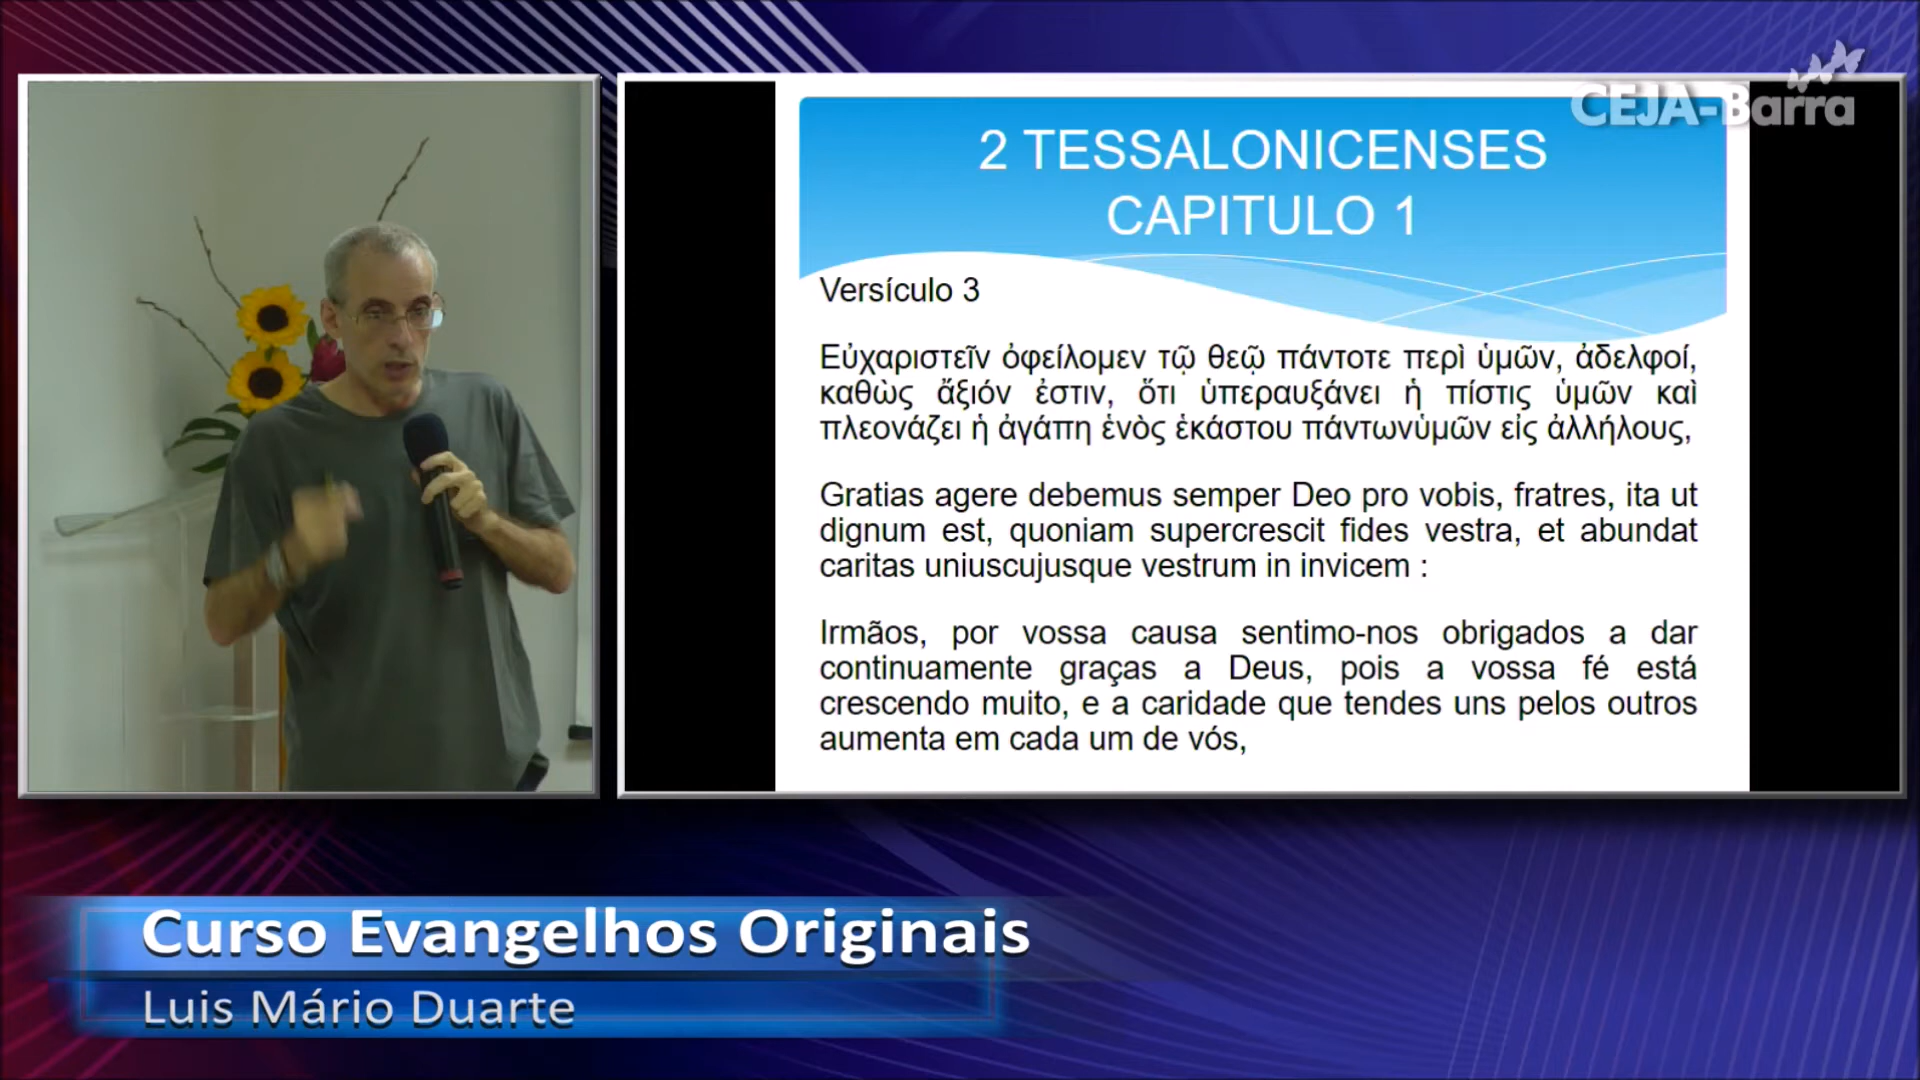 CEJA-Barra
2 TESSALONICENSES
CAPITULO 1
Versículo 3
Εὐχαριστεῖν ὀφείλομεν τῷ θεῷ πάντοτε περὶ ὑμῶν, ἀδελφοί,
καθὼς ἄξιόν ἐστιν, ὅτι ὑπεραυξάνει ἡ πίστις ὑμῶν καὶ
πλεονάζει ἡ ἀγάπη ἑνὸς ἑκάστου πάντωνὑμῶν εἰς ἀλλήλους,
Gratias agere debemus semper Deo pro vobis, fratres, ita ut
dignum est, quoniam supercrescit fides vestra, et abundat
caritas uniuscujusque vestrum in invicem :
Irmãos, por vossa causa sentimo-nos obrigados a dar
continuamente graças a Deus, pois a vossa fé está
crescendo muito, e a caridade que tendes uns pelos outros
aumenta em cada um de vós,
Curso Evangelhos Originais
Luis Mário Duarte